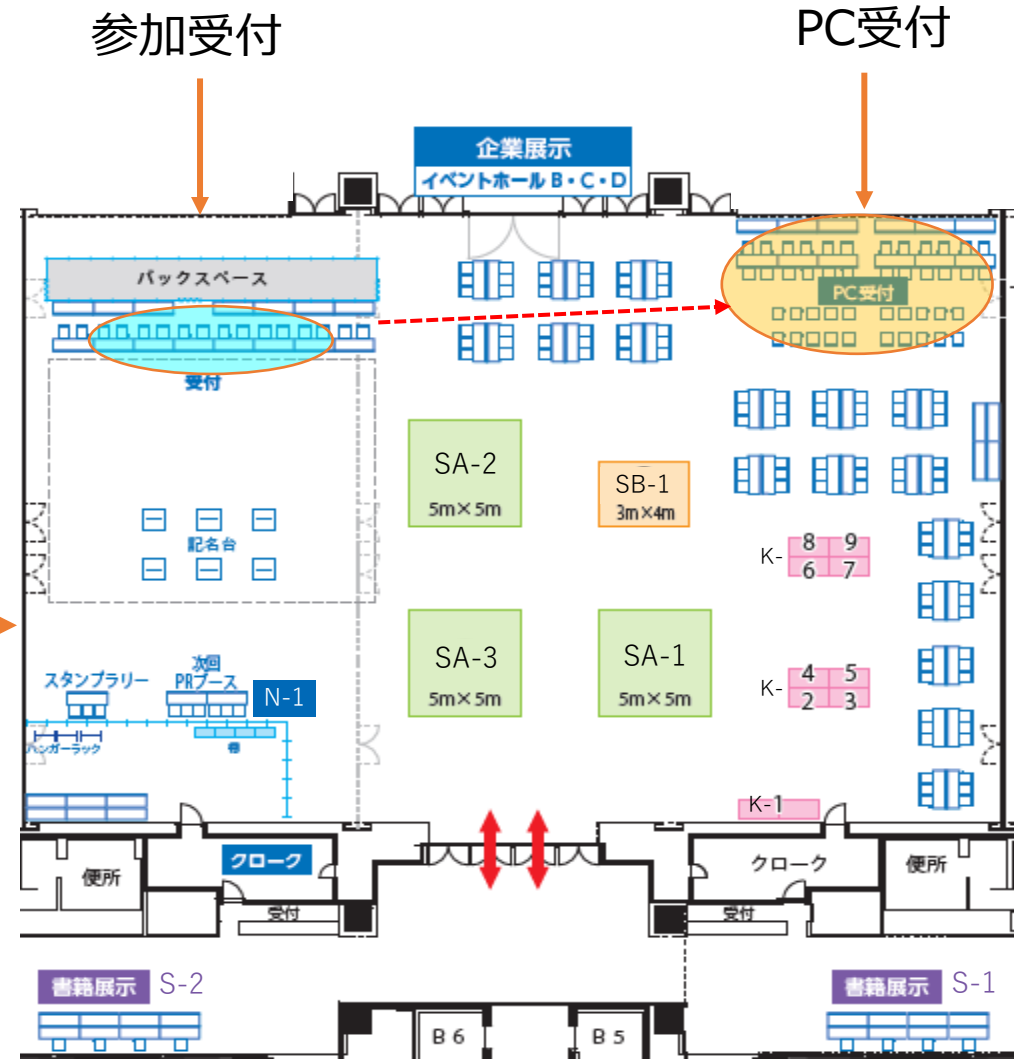 参加受付
PC受付
企業展示
イベントホール B・C・D
バックスペース
PC受付
受付
SA-2
5m×5m
SB-1
3m×4m
記名台
K-
8 9
6 7
SA-3
5m×5m
SA-1
5m×5m
K-
4 5
2 3
スタンプラリー
次回
PRブース
N-1
ハンガーラック
棚
K-1
便所
クローク
クローク
便所
受付
受付
書籍展示 S-2
書籍展示 S-1
B 6
B 5